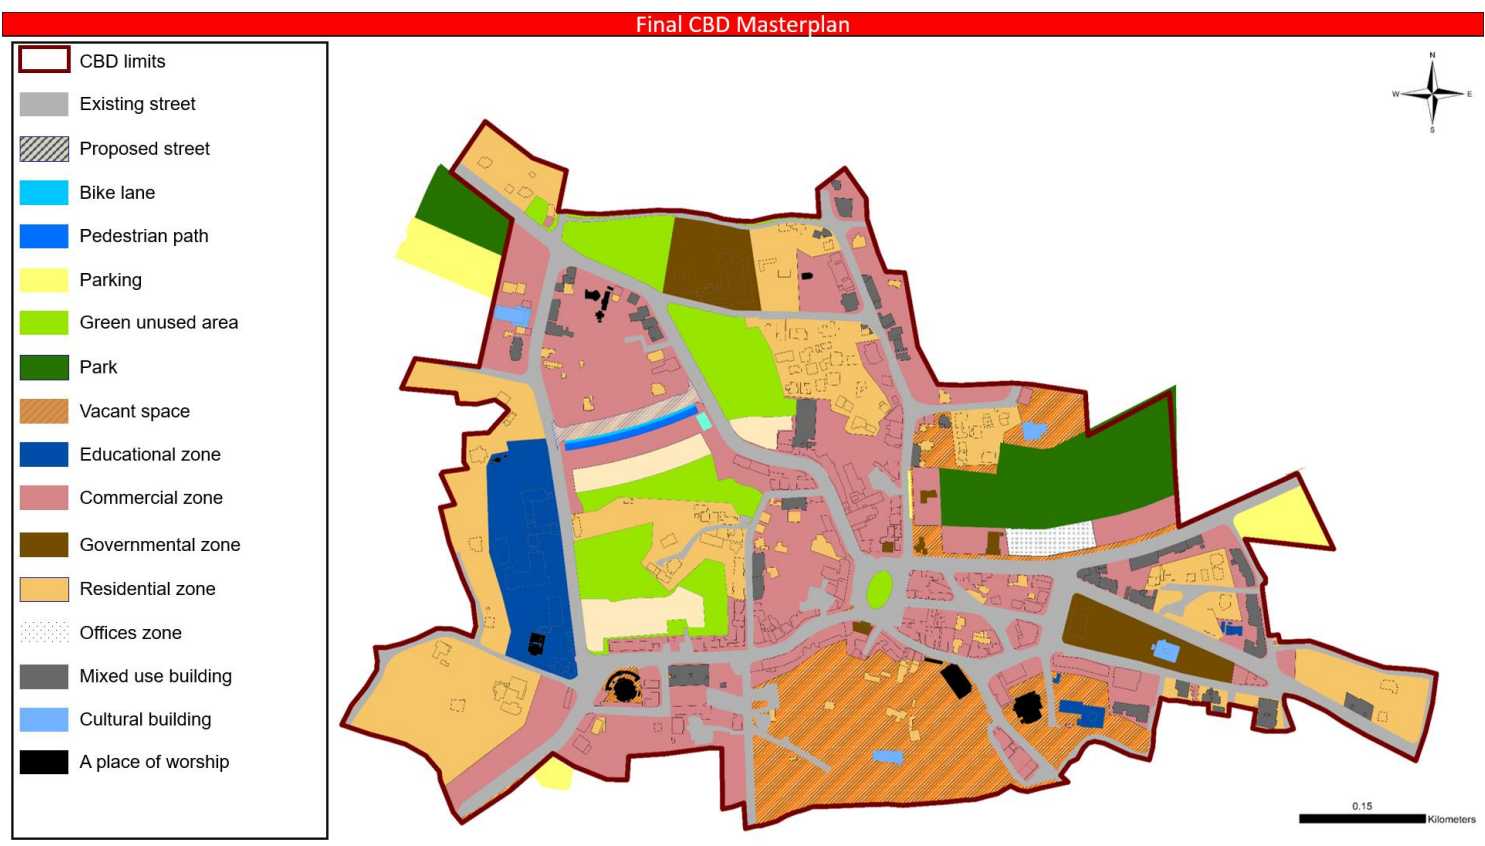 Final CBD Masterplan
CBD limits
Existing street
Proposed street
Bike lane
Pedestrian path
Parking
Green unused area
Park
Vacant space
Educational zone
Commercial zone
Governmental zone
Residential zone
Offices zone
Mixed use building
Cultural building
A place of worship
N
W E
S
0.15
Kilometers